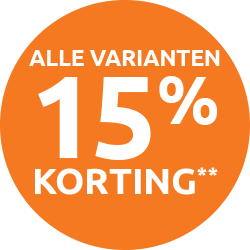 ALLE VARIANTEN
15%
KORTING**